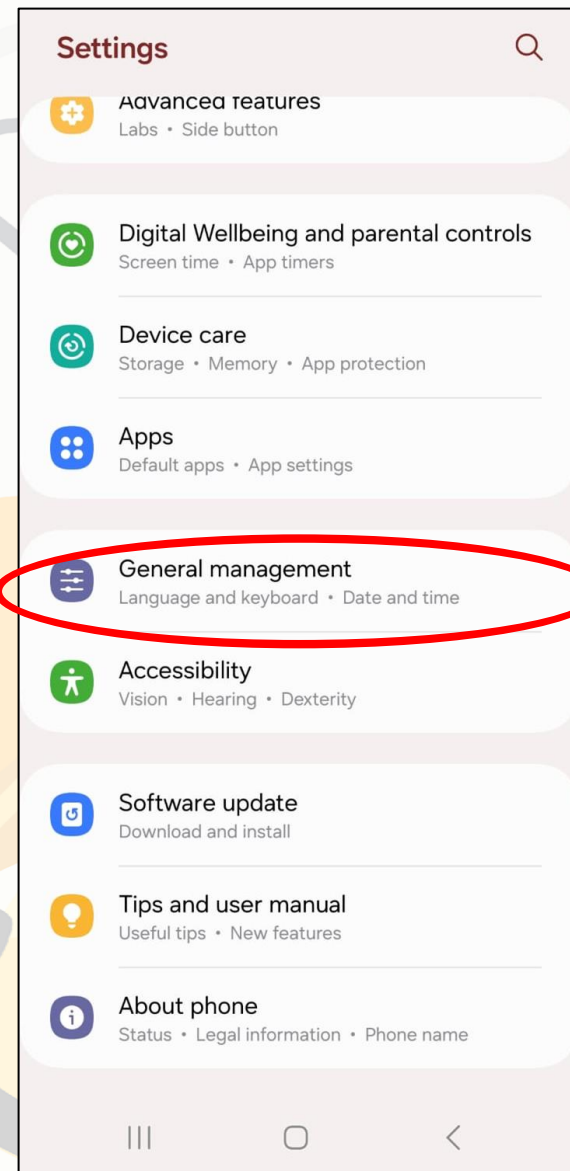 Settings
Advanced features
Labs • Side button
Digital Wellbeing and parental controls
Screen time • App timers
Device care
Storage • Memory • App protection
Apps
Default apps • App settings
General management
Language and keyboard • Date and time
Accessibility
Vision • Hearing • Dexterity
Software update
Download and install
Tips and user manual
Useful tips • New features
About phone
Status • Legal information • Phone name